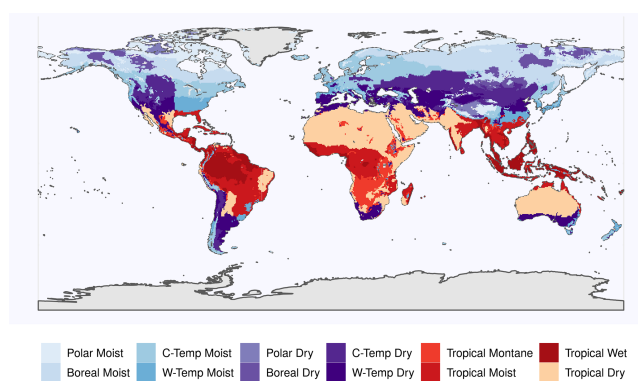 Polar Moist C-Temp Moist Polar Dry C-Temp Dry Tropical Montane Tropical Wet
Boreal Moist W-Temp Moist Boreal Dry W-Temp Dry Tropical Moist Tropical Dry